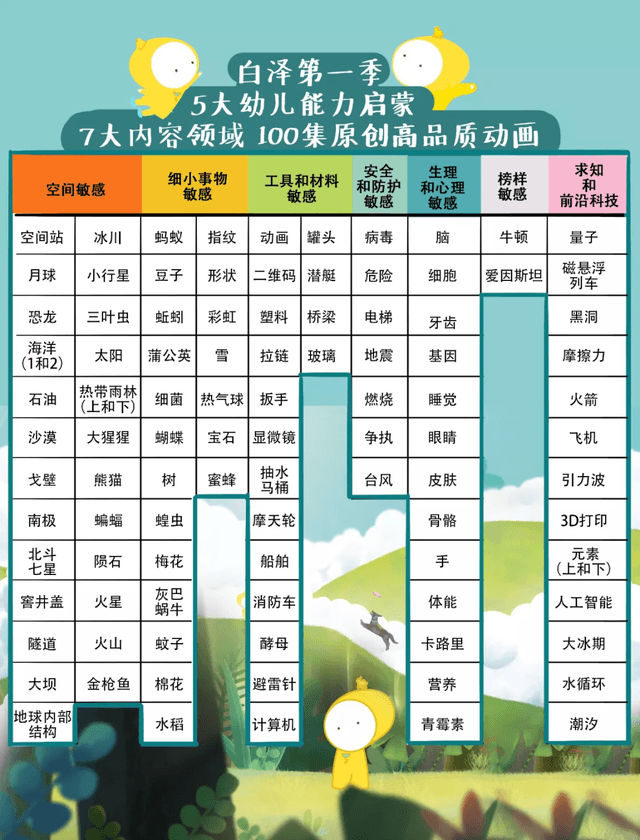 白泽第一季
5大幼儿能力启蒙
7大内容领域 100集原创高品质动画
空间敏感 细小事物敏感 工具和材料敏感 安全和防护敏感 生理和心理敏感 榜样敏感 求知和前沿科技
空间站 冰川 蚂蚁 指纹 动画 罐头 病毒 脑 牛顿 量子
月球 小行星 豆子 形状 二维码 潜艇 危险 细胞 爱因斯坦 磁悬浮列车
恐龙 三叶虫 蚯蚓 彩虹 塑料 桥梁 电梯 牙齿 黑洞
海洋(1和2) 太阳 蒲公英 雪 拉链 玻璃 地震 基因 摩擦力
石油 热带雨林(上和下) 细菌 热气球 扳手 燃烧 睡觉 火箭
沙漠 大猩猩 蝴蝶 宝石 显微镜 争执 眼睛 飞机
戈壁 熊猫 树 蜜蜂 抽水马桶 台风 皮肤 引力波
南极 蝙蝠 蝗虫 摩天轮 骨骼 3D打印
北斗七星 陨石 梅花 船舶 手 元素(上和下)
窨井盖 火星 灰巴蜗牛 消防车 体能 人工智能
隧道 火山 蚊子 酵母 卡路里 大冰期
大坝 金枪鱼 棉花 避雷针 营养 水循环
地球内部结构 水稻 计算机 青霉素 潮汐